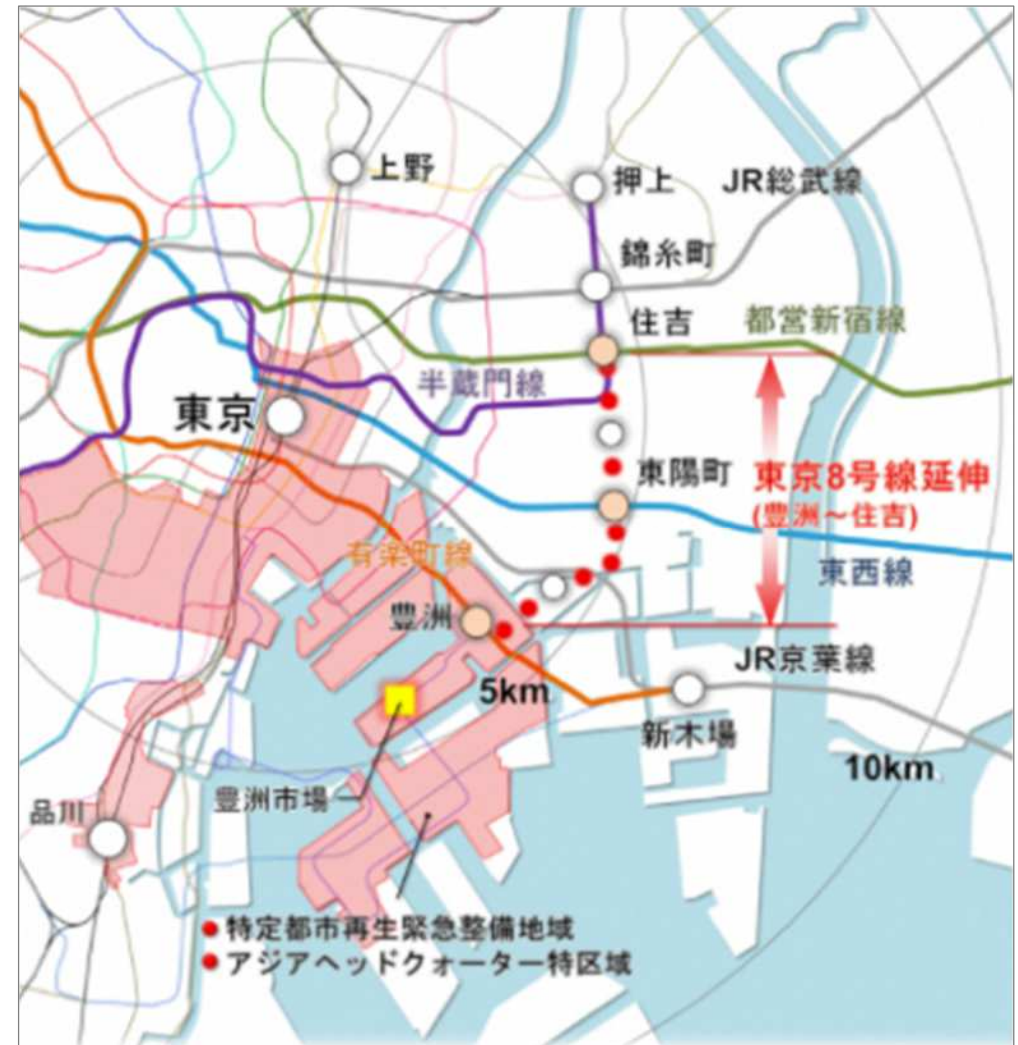 上野
押上
JR総武線
錦糸町
住吉
都営新宿線
半蔵門線
東京
東陽町
東京8号線延伸
(豊洲～住吉)
有楽町線
東西線
豊洲
JR京葉線
5km
新木場
10km
豊洲市場
品川
特定都市再生緊急整備地域
アジアヘッドクォーター特区域